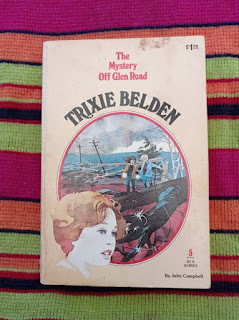 $1.25
The
Mystery
Off Glen Road
TRIXIE BELDEN
5
IN A
SERIES
By Julie Campbell